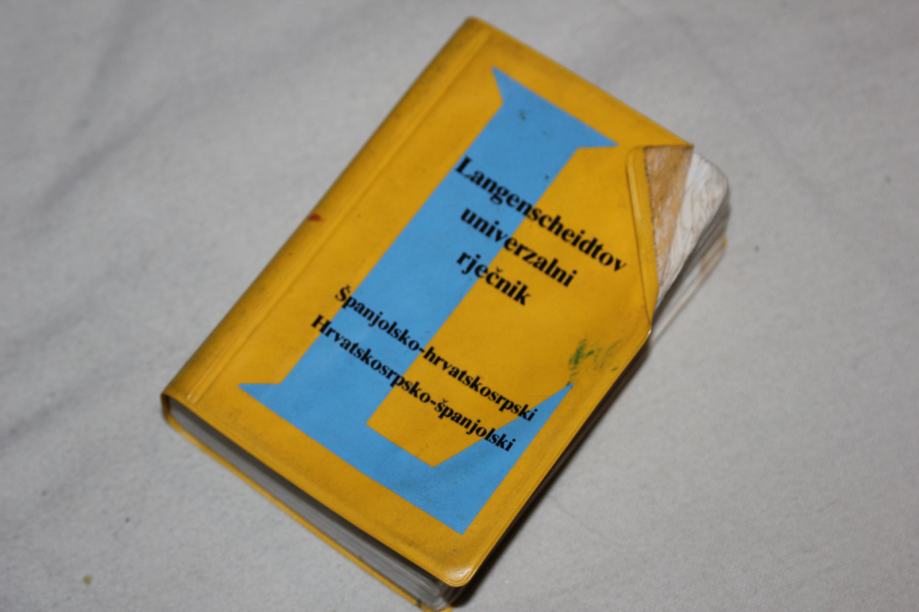 Langenscheidtov
univerzalni
rječnik
Španjolsko-hrvatskosrpski
Hrvatskosrpsko-španjolski